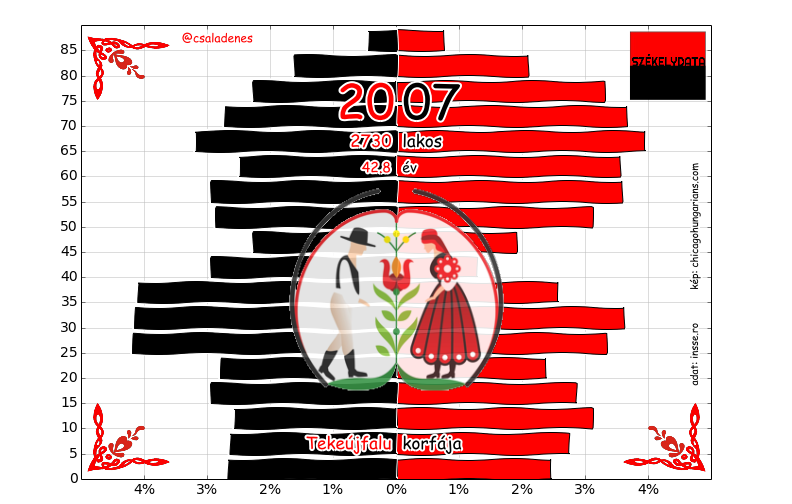 @csaladenes
SZÉKELYDATA
2007
2730 lakos
42.8 év
kép: chicagohungarians.com
adat: insse.ro
Tekeújfalu korfája
85
80
75
70
65
60
55
50
45
40
35
30
25
20
15
10
5
0
4% 3% 2% 1% 0% 1% 2% 3% 4%